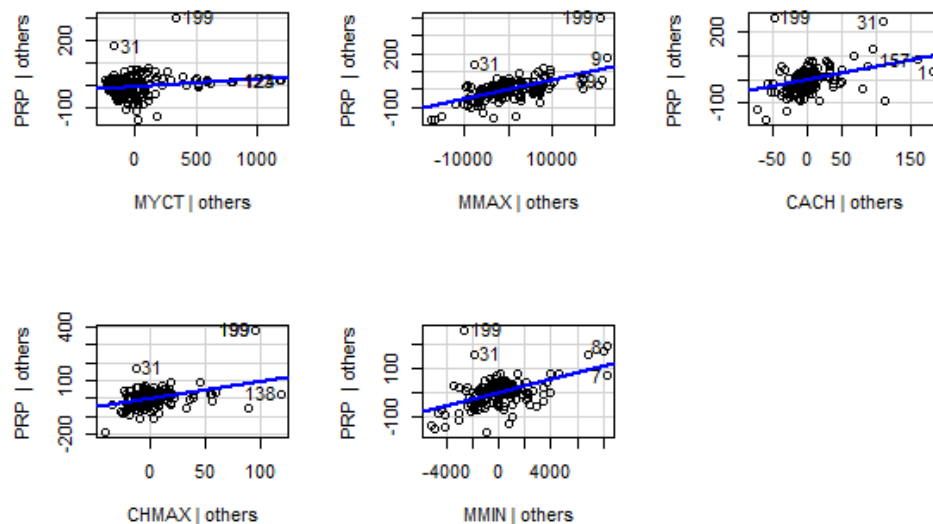 PRP | others
200
-100
199
31
123
0 500 1000
MYCT | others
PRP | others
200
-100
199
31
9
-10000 10000
MMAX | others
PRP | others
200
-100
199
31
157
1
-50 0 50 150
CACH | others
PRP | others
400
100
-200
199
31
138
0 50 100
CHMAX | others
PRP | others
100
-100
199
31
8
7
-4000 0 4000
MMIN | others